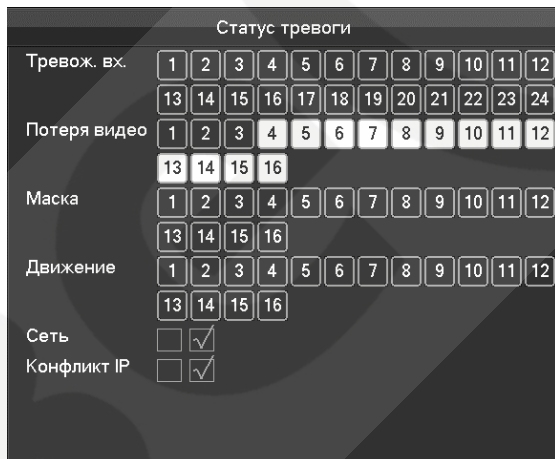 Статус тревоги
Тревож. вх. 1 2 3 4 5 6 7 8 9 10 11 12
13 14 15 16 17 18 19 20 21 22 23 24
Потеря видео 1 2 3 4 5 6 7 8 9 10 11 12
13 14 15 16
Маска 1 2 3 4 5 6 7 8 9 10 11 12
13 14 15 16
Движение 1 2 3 4 5 6 7 8 9 10 11 12
13 14 15 16
Сеть
Конфликт IP